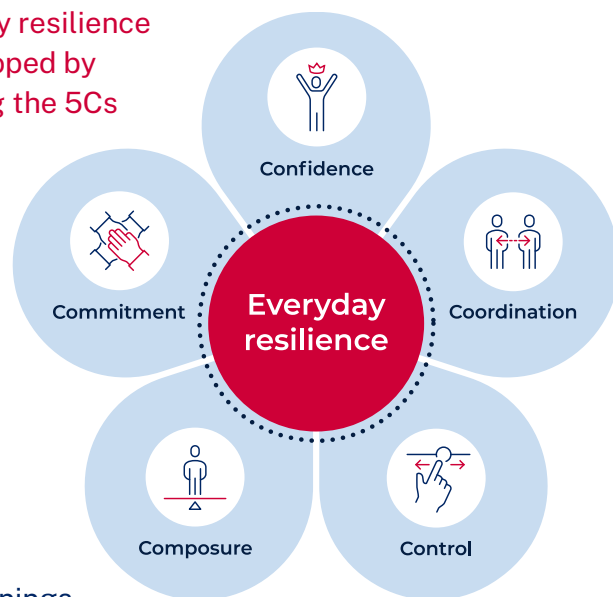 y resilience
oped by
g the 5Cs
Confidence
Commitment
Everyday
resilience
Coordination
Composure
Control